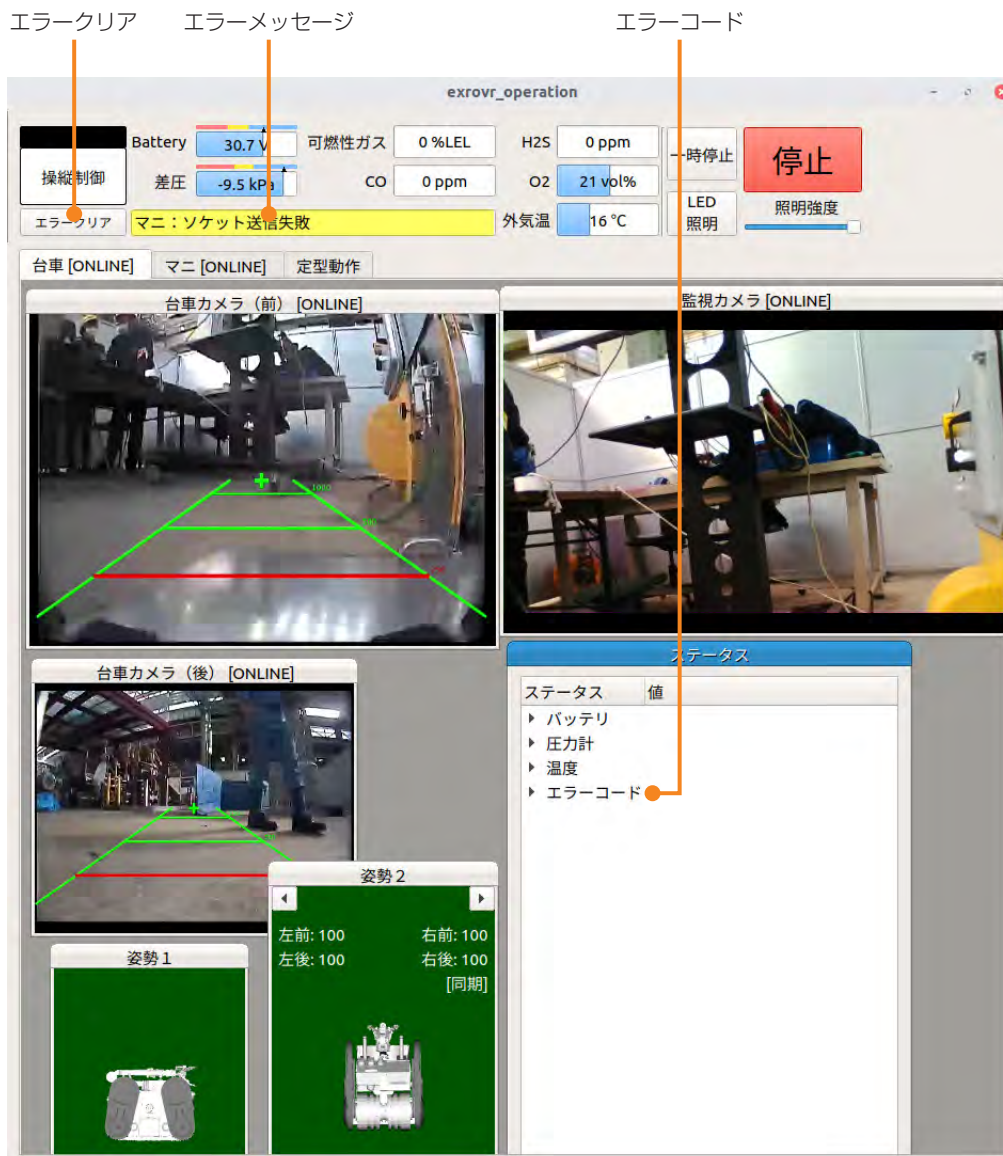 エラークリア エラーメッセージ エラーコード
exrovr_operation
Battery 30.7 V 可燃性ガス 0 %LEL H2S 0 ppm 一時停止 停止
操縦制御 差圧 -9.5 kPa CO 0 ppm O2 21 vol%
エラークリア マニ：ソケット送信失敗 外気温 16 °C LED 照明 照明強度
台車 [ONLINE] マニ [ONLINE] 定型動作
台車カメラ（前） [ONLINE] 監視カメラ [ONLINE]
1000
台車カメラ（後） [ONLINE]
ステータス
ステータス 値
バッテリ
圧力計
温度
エラーコード
姿勢２
左前: 100 右前: 100
左後: 100 右後: 100
[同期]
姿勢１